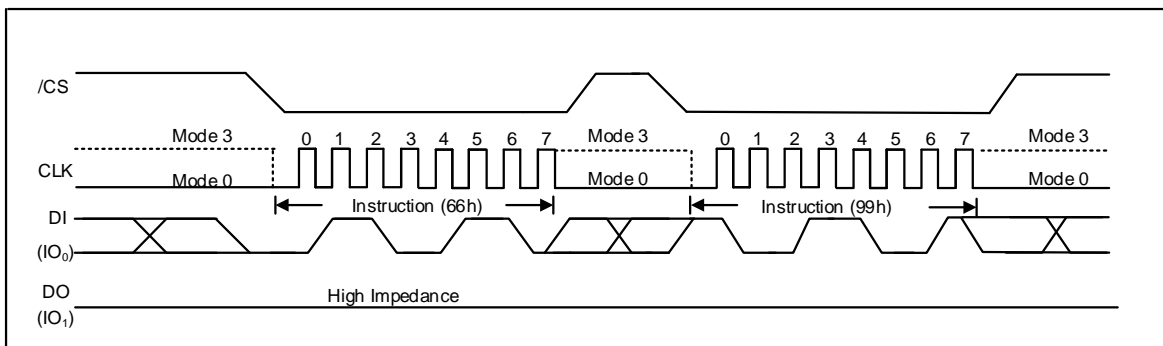 /CS
Mode 3 0 1 2 3 4 5 6 7 Mode 3 0 1 2 3 4 5 6 7 Mode 3
CLK
Mode 0 Mode 0 Mode 0
Instruction (66h) Instruction (99h)
DI
(IO₀)
DO High Impedance
(IO₁)